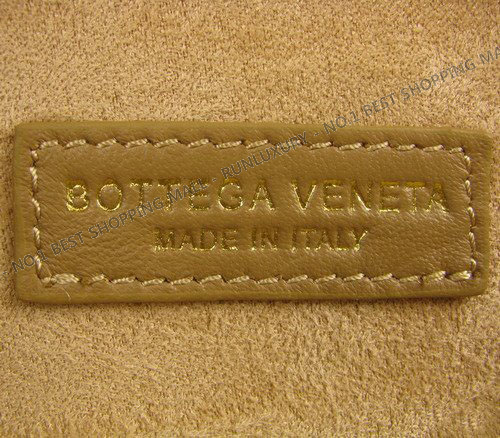 BOTTEGA VENETA
MADE IN ITALY
NO.1 BEST SHOPPING MALL - RUNLUXURY - NO.1 BEST SHOPPING MA